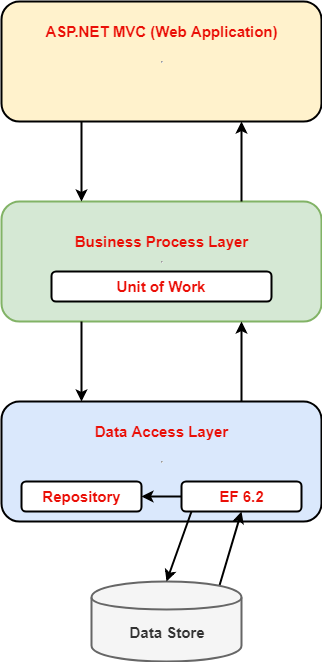 ASP.NET MVC (Web Application)
Business Process Layer
Unit of Work
Data Access Layer
Repository
EF 6.2
Data Store